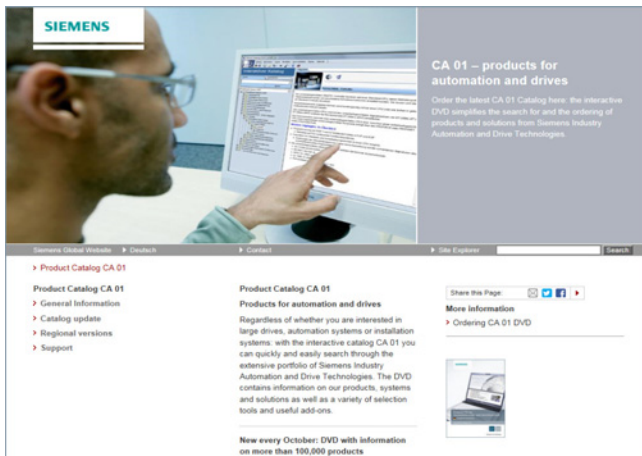 SIEMENS
CA 01 – products for
automation and drives
Order the latest CA 01 Catalog here: the interactive
DVD simplifies the search for and the ordering of
products and solutions from Siemens Industry
Automation and Drive Technologies.
Siemens Global Website
Deutsch
Contact
Site Explorer
Search
Product Catalog CA 01
Product Catalog CA 01
General Information
Catalog update
Regional versions
Support
Product Catalog CA 01
Products for automation and drives
Regardless of whether you are interested in
large drives, automation systems or installation
systems: with the interactive catalog CA 01 you
can quickly and easily search through the
extensive portfolio of Siemens Industry
Automation and Drive Technologies. The DVD
contains information on our products, systems
and solutions as well as a variety of selection
tools and useful add-ons.
New every October: DVD with information
on more than 100,000 products
Share this Page:
More information
Ordering CA 01 DVD